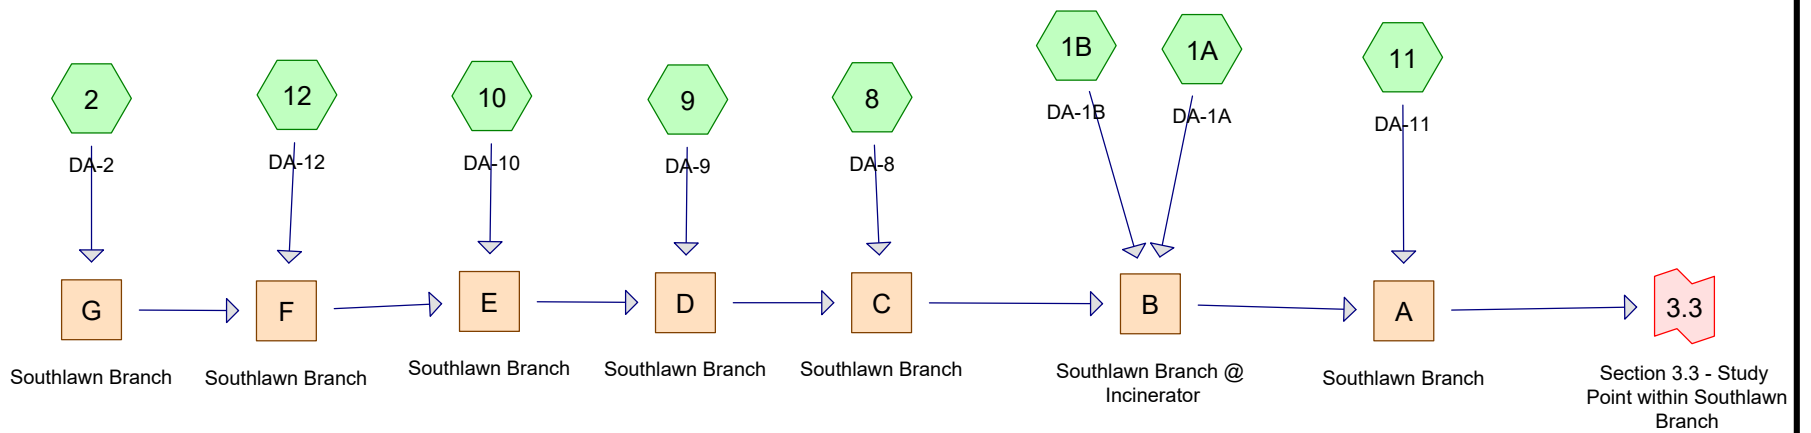 2
12
10
9
8
1B
1A
11
DA-2
DA-12
DA-10
DA-9
DA-8
DA-1B
DA-1A
DA-11
G
F
E
D
C
B
A
3.3
Southlawn Branch
Southlawn Branch
Southlawn Branch
Southlawn Branch
Southlawn Branch
Southlawn Branch @
Incinerator
Southlawn Branch
Section 3.3 - Study
Point within Southlawn
Branch